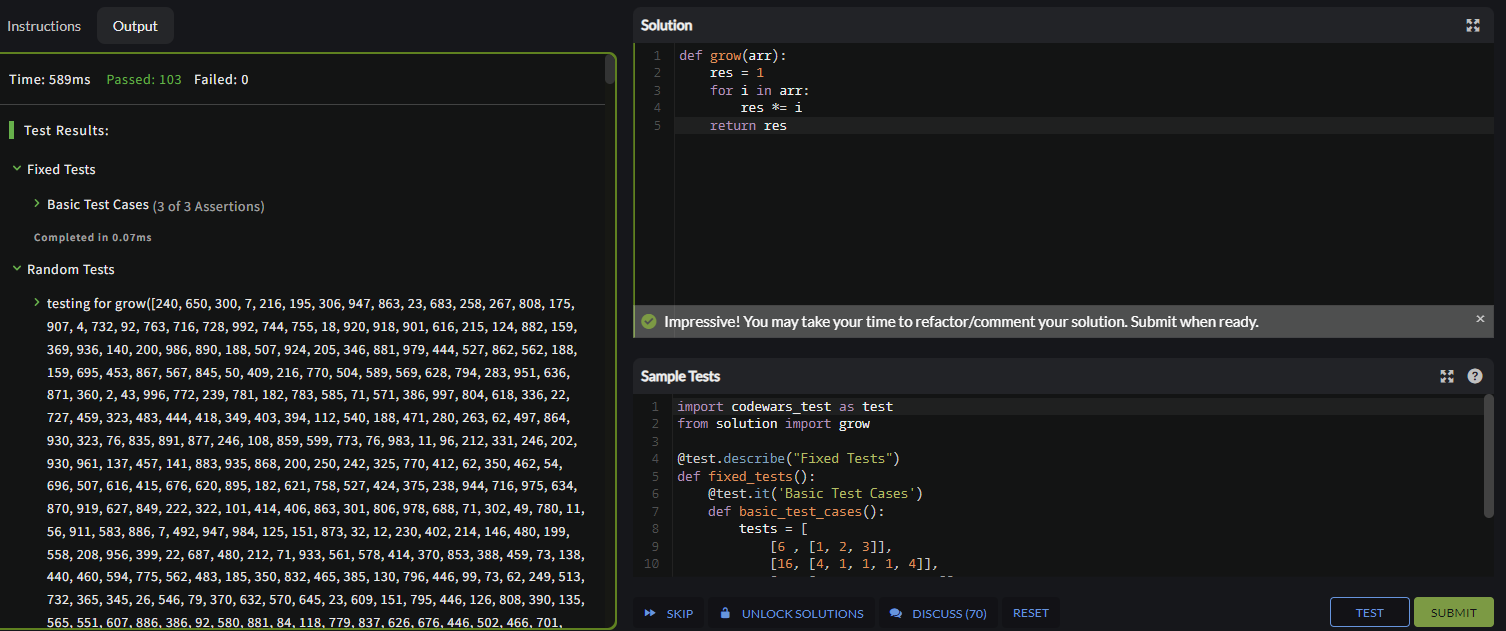 Instructions
Output
Time: 589ms Passed: 103 Failed: 0
Test Results:
Fixed Tests
Basic Test Cases (3 of 3 Assertions)
Completed in 0.07ms
Random Tests
testing for grow([240, 650, 300, 7, 216, 195, 306, 947, 863, 23, 683, 258, 267, 808, 175,
907, 4, 732, 92, 763, 716, 728, 992, 744, 755, 18, 920, 918, 901, 616, 215, 124, 882, 159,
369, 936, 140, 200, 986, 890, 188, 507, 924, 205, 346, 881, 979, 444, 527, 862, 562, 188,
159, 695, 453, 867, 567, 845, 50, 409, 216, 770, 504, 589, 569, 628, 794, 283, 951, 636,
871, 360, 2, 43, 996, 772, 239, 781, 182, 783, 585, 71, 571, 386, 997, 804, 618, 336, 22,
727, 459, 323, 483, 444, 418, 349, 403, 394, 112, 540, 188, 471, 280, 263, 62, 497, 864,
930, 323, 76, 835, 891, 877, 246, 108, 859, 599, 773, 76, 983, 11, 96, 212, 331, 246, 202,
930, 961, 137, 457, 141, 883, 935, 868, 200, 250, 242, 325, 770, 412, 62, 350, 462, 54,
696, 507, 616, 415, 676, 620, 895, 182, 621, 758, 527, 424, 375, 238, 944, 716, 975, 634,
870, 919, 627, 849, 222, 322, 101, 414, 406, 863, 301, 806, 978, 688, 71, 302, 49, 780, 11,
56, 911, 583, 886, 7, 492, 947, 984, 125, 151, 873, 32, 12, 230, 402, 214, 146, 480, 199,
558, 208, 956, 399, 22, 687, 480, 212, 71, 933, 561, 578, 414, 370, 853, 388, 459, 73, 138,
440, 460, 594, 775, 562, 483, 185, 350, 832, 465, 385, 130, 796, 446, 99, 73, 62, 249, 513,
732, 365, 345, 26, 546, 79, 370, 632, 570, 645, 23, 609, 151, 795, 446, 126, 808, 390, 135,
565, 551, 607, 886, 386, 92, 580, 881, 84, 118, 779, 837, 626, 676, 446, 502, 466, 701,
Solution
1 def grow(arr):
2 res = 1
3 for i in arr:
4 res *= i
5 return res
Impressive! You may take your time to refactor/comment your solution. Submit when ready.
Sample Tests
1 import codewars_test as test
2 from solution import grow
3
4 @test.describe("Fixed Tests")
5 def fixed_tests():
6 @test.it('Basic Test Cases')
7 def basic_test_cases():
8 tests = [
9 [6 , [1, 2, 3]],
10 [16, [4, 1, 1, 1, 4]],
SKIP
UNLOCK SOLUTIONS
DISCUSS (70)
RESET
TEST
SUBMIT